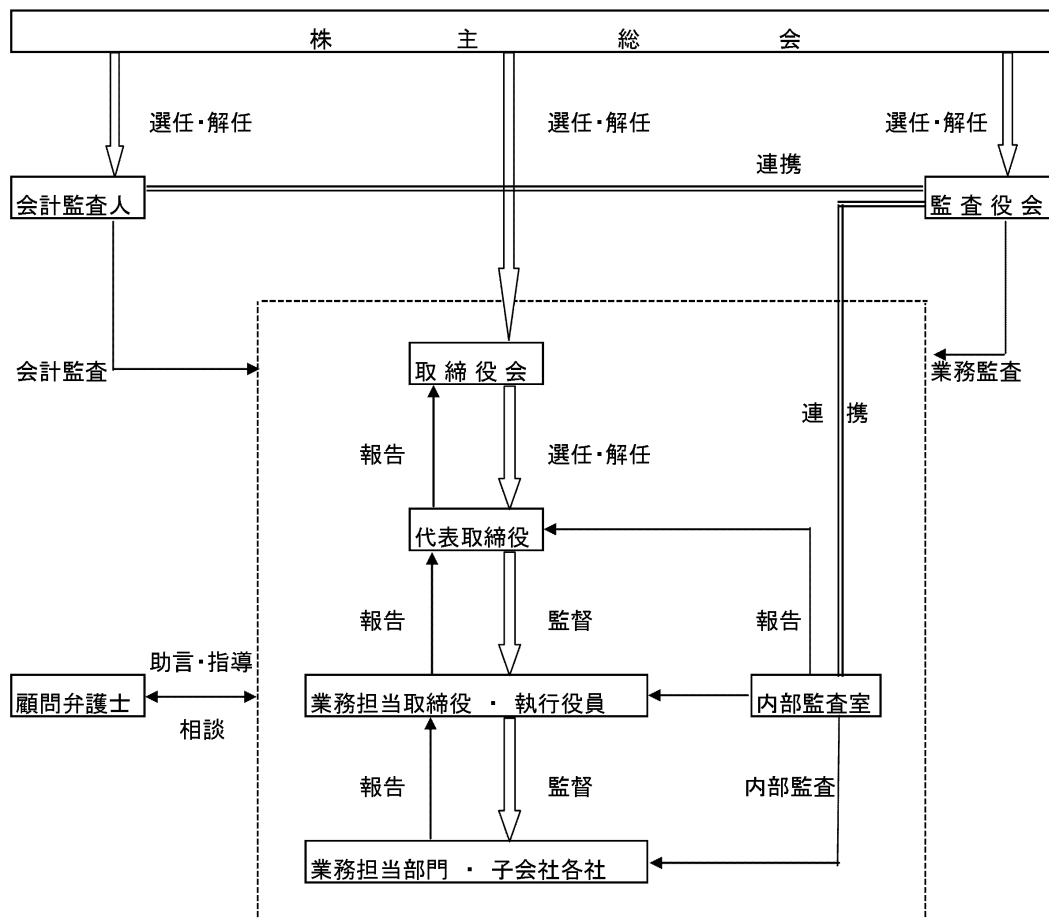 株主総会
選任・解任
選任・解任
選任・解任
連携
会計監査人
監査役会
会計監査
取締役会
業務監査
連携
報告
選任・解任
代表取締役
報告
監督
報告
助言・指導
顧問弁護士
業務担当取締役 ・ 執行役員
内部監査室
相談
報告
監督
内部監査
業務担当部門 ・ 子会社各社